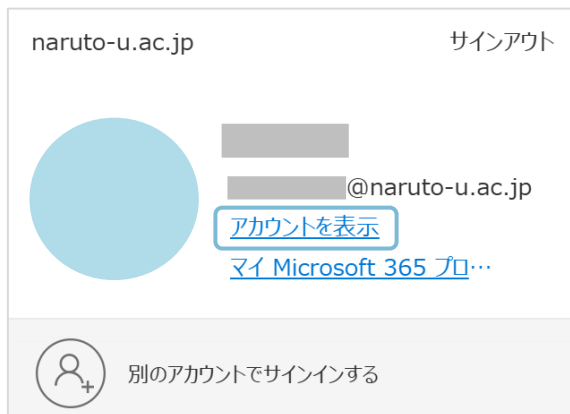 naruto-u.ac.jp サインアウト
@naruto-u.ac.jp
アカウントを表示
マイ Microsoft 365 プロ…
別のアカウントでサインインする